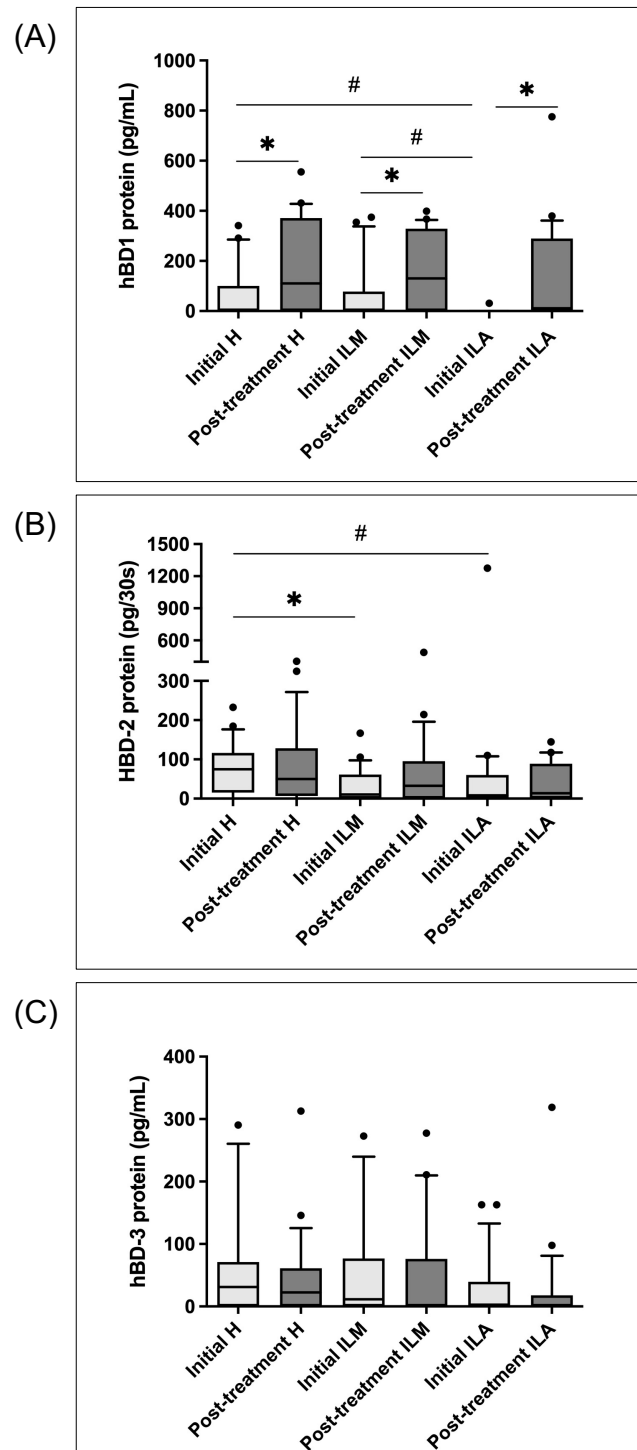 (A)
hBD1 protein (pg/mL)
1000
800
600
400
200
0
#
*
#
*
*
Initial H
Post-treatment H
Initial ILM
Post-treatment ILM
Initial ILA
Post-treatment ILA
(B)
HBD-2 protein (pg/30s)
1500
1200
900
600
300
200
100
0
#
*
Initial H
Post-treatment H
Initial ILM
Post-treatment ILM
Initial ILA
Post-treatment ILA
(C)
hBD-3 protein (pg/mL)
400
300
200
100
0
Initial H
Post-treatment H
Initial ILM
Post-treatment ILM
Initial ILA
Post-treatment ILA